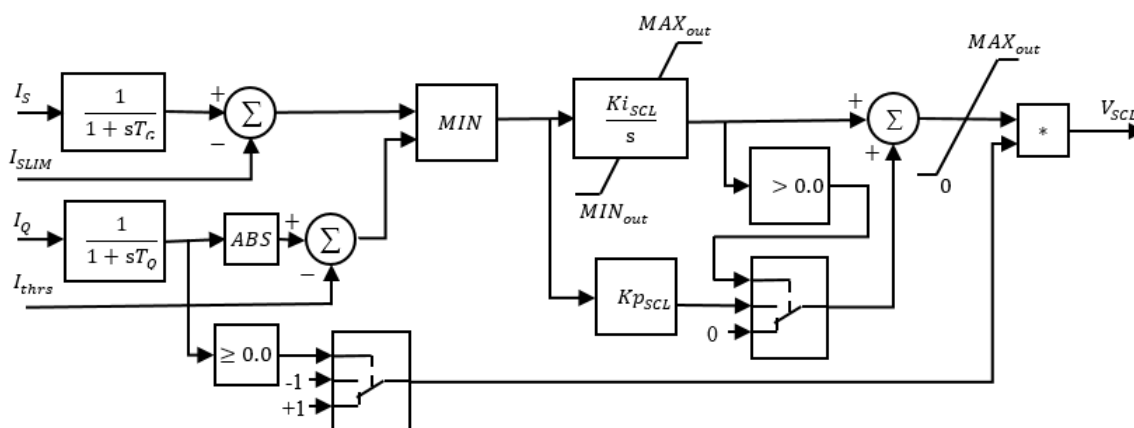 MAX_out
MAX_out
I_S
1
1 + sT_G
+
Σ
−
MIN
Ki_SCL
s
+
Σ
+
*
V_SCL
I_SLIM
> 0.0
0
MIN_out
I_Q
1
1 + sT_Q
ABS
+
Σ
−
I_thrs
Kp_SCL
0
≥ 0.0
-1
+1